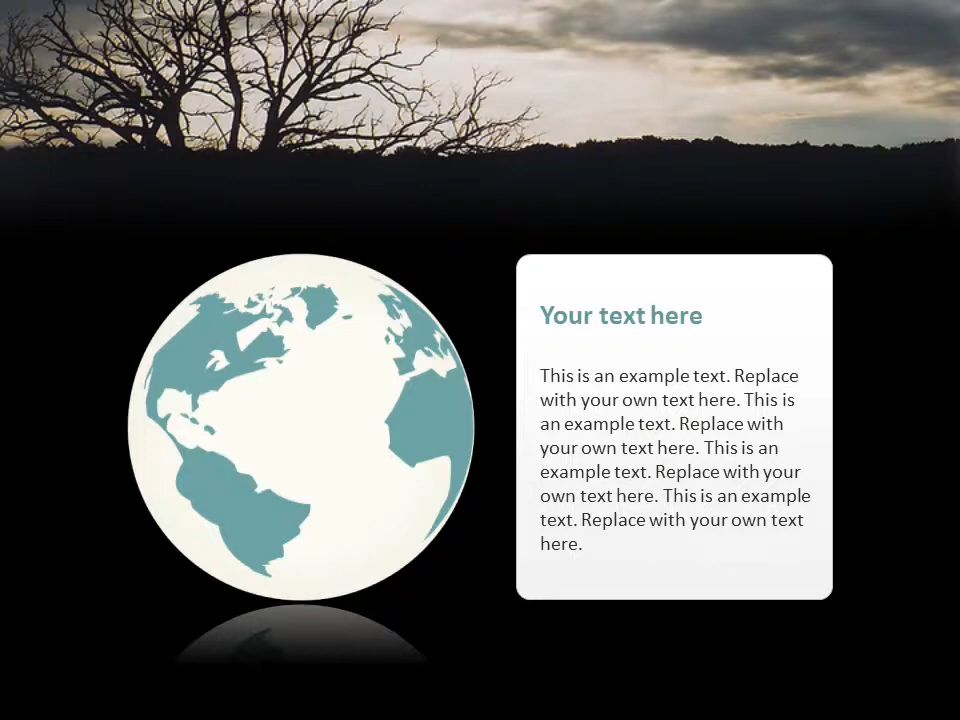 Your text here
This is an example text. Replace
with your own text here. This is
an example text. Replace with
your own text here. This is an
example text. Replace with your
own text here. This is an example
text. Replace with your own text
here.